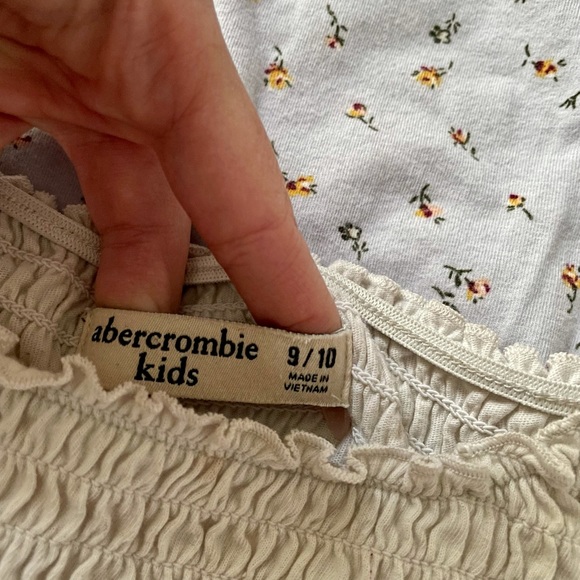 abercrombie
kids
9/10
MADE IN
VIETNAM